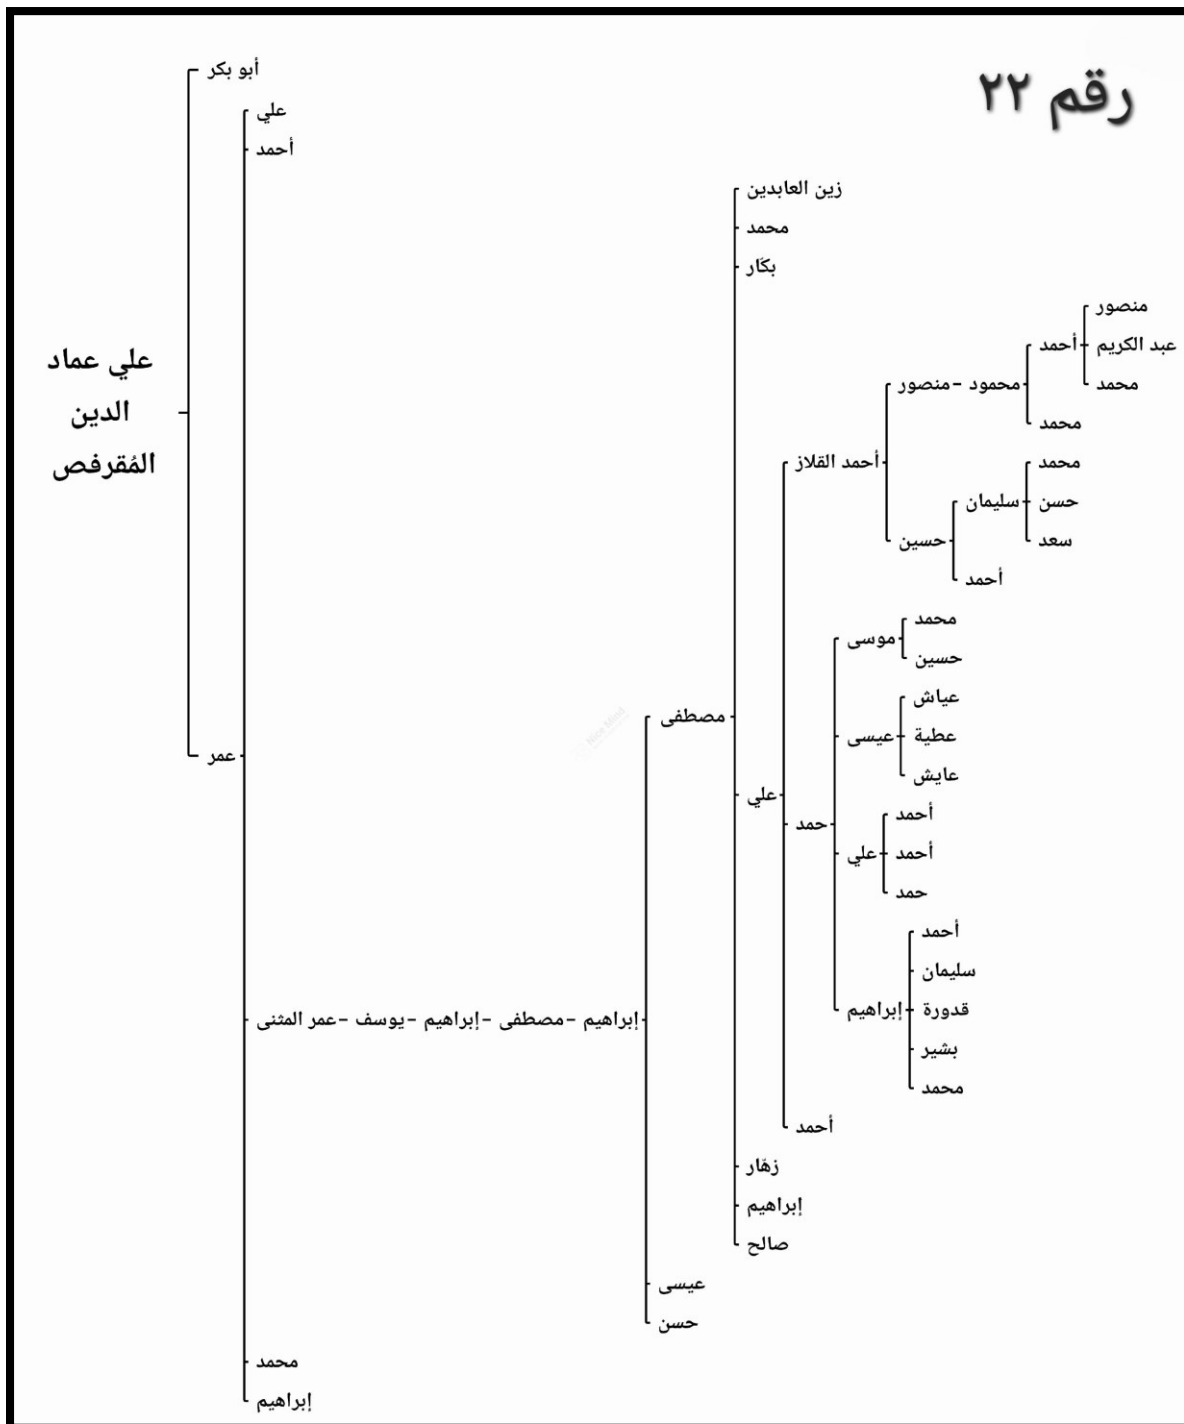 رقم ٢٢
علي عماد
الدين
المُقرفص
أبو بكر
علي
أحمد
زين العابدين
محمد
بكّار
منصور
أحمد
عبد الكريم
منصور - محمود
محمد
محمد
أحمد القلاز
محمد
سليمان
حسن
حسين
سعد
أحمد
محمد
موسى
حسين
عياش
مصطفى
عيسى
عطية
عمر
عايش
علي
أحمد
حمد
علي
أحمد
حمد
أحمد
سليمان
إبراهيم
قدورة
عمر المثنى - يوسف - إبراهيم - مصطفى - إبراهيم
بشير
محمد
أحمد
زهّار
إبراهيم
صالح
عيسى
حسن
محمد
إبراهيم
Nice Mind